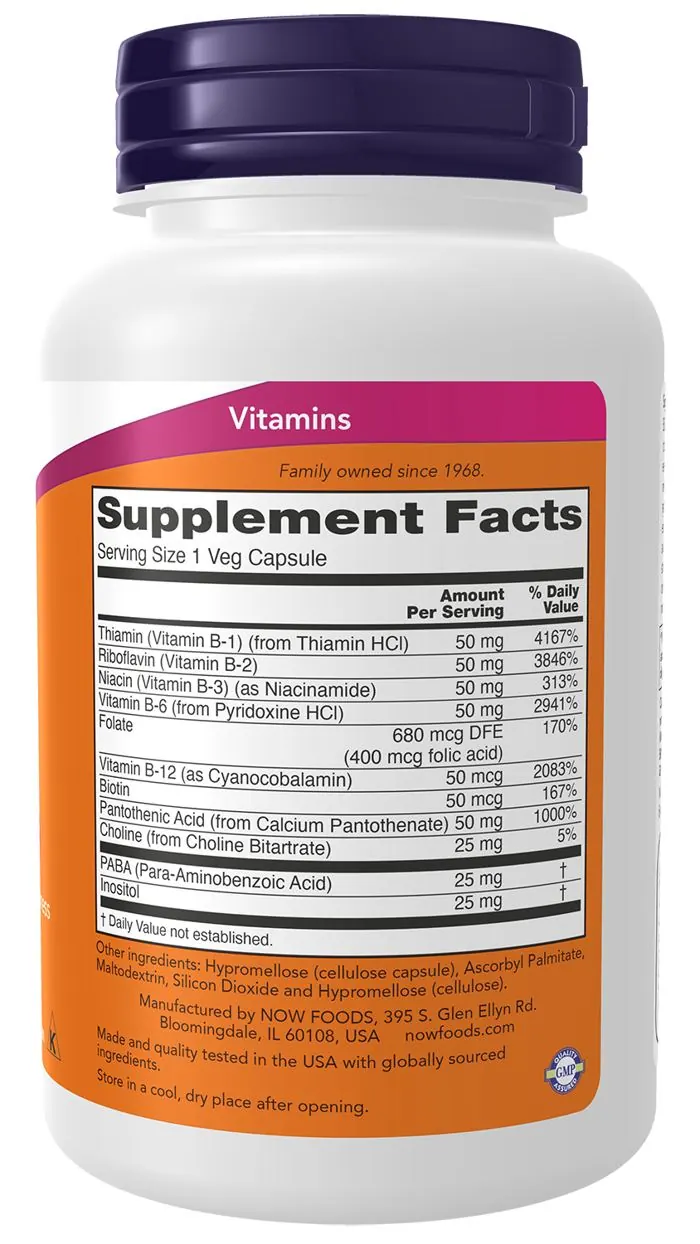 Vitamins
Family owned since 1968.
Supplement Facts
Serving Size 1 Veg Capsule
Amount Per Serving % Daily Value
Thiamin (Vitamin B-1) (from Thiamin HCl) 50 mg 4167%
Riboflavin (Vitamin B-2) 50 mg 3846%
Niacin (Vitamin B-3) (as Niacinamide) 50 mg 313%
Vitamin B-6 (from Pyridoxine HCl) 50 mg 2941%
Folate 680 mcg DFE 170%
(400 mcg folic acid)
Vitamin B-12 (as Cyanocobalamin) 50 mcg 2083%
Biotin 50 mcg 167%
Pantothenic Acid (from Calcium Pantothenate) 50 mg 1000%
Choline (from Choline Bitartrate) 25 mg 5%
PABA (Para-Aminobenzoic Acid) 25 mg †
Inositol 25 mg †
† Daily Value not established.
Other ingredients: Hypromellose (cellulose capsule), Ascorbyl Palmitate,
Maltodextrin, Silicon Dioxide and Hypromellose (cellulose).
Manufactured by NOW FOODS, 395 S. Glen Ellyn Rd.
Bloomingdale, IL 60108, USA nowfoods.com
Made and quality tested in the USA with globally sourced
ingredients.
Store in a cool, dry place after opening.
QUALITY
GMP
ASSURED
K